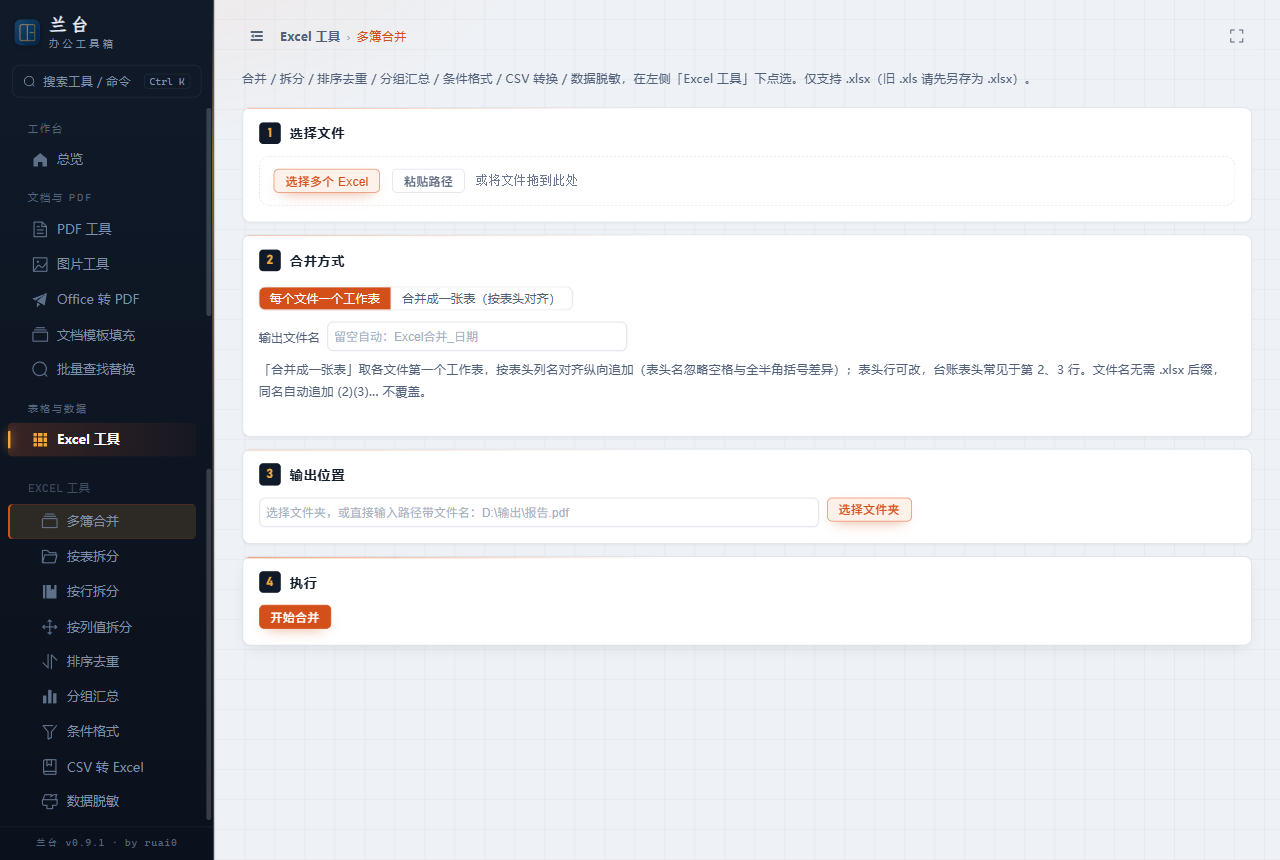 兰台
办公工具箱
搜索工具 / 命令 Ctrl K
工作台
总览
文档与 PDF
PDF 工具
图片工具
Office 转 PDF
文档模板填充
批量查找替换
表格与数据
Excel 工具
EXCEL 工具
多簿合并
按表拆分
按行拆分
按列值拆分
排序去重
分组汇总
条件格式
CSV 转 Excel
数据脱敏
兰台 v0.9.1 · by ruai0
Excel 工具 › 多簿合并
合并 / 拆分 / 排序去重 / 分组汇总 / 条件格式 / CSV 转换 / 数据脱敏，在左侧「Excel 工具」下点选。仅支持 .xlsx（旧 .xls 请先另存为 .xlsx）。
1 选择文件
选择多个 Excel 粘贴路径 或将文件拖到此处
2 合并方式
每个文件一个工作表 合并成一张表（按表头对齐）
输出文件名 留空自动：Excel合并_日期
「合并成一张表」取各文件第一个工作表，按表头列名对齐纵向追加（表头名忽略空格与全半角括号差异）；表头行可改，台账表头常见于第 2、3 行。文件名无需 .xlsx 后缀，
同名自动追加 (2)(3)... 不覆盖。
3 输出位置
选择文件夹，或直接输入路径带文件名：D:\输出\报告.pdf 选择文件夹
4 执行
开始合并